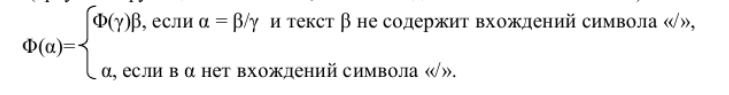 Φ(γ)β, если α = β/γ и текст β не содержит вхождений символа «/»,
Φ(α)=
α, если в α нет вхождений символа «/».